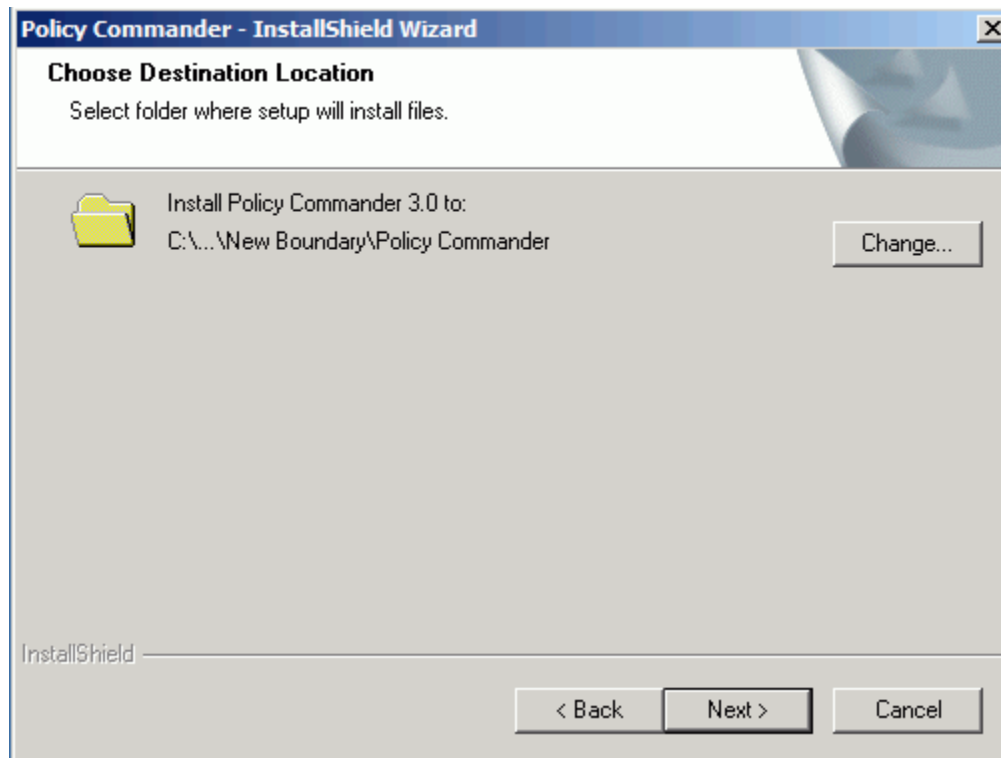 Policy Commander - InstallShield Wizard
Choose Destination Location
Select folder where setup will install files.
Install Policy Commander 3.0 to:
C:\...\New Boundary\Policy Commander
Change...
InstallShield
< Back
Next >
Cancel